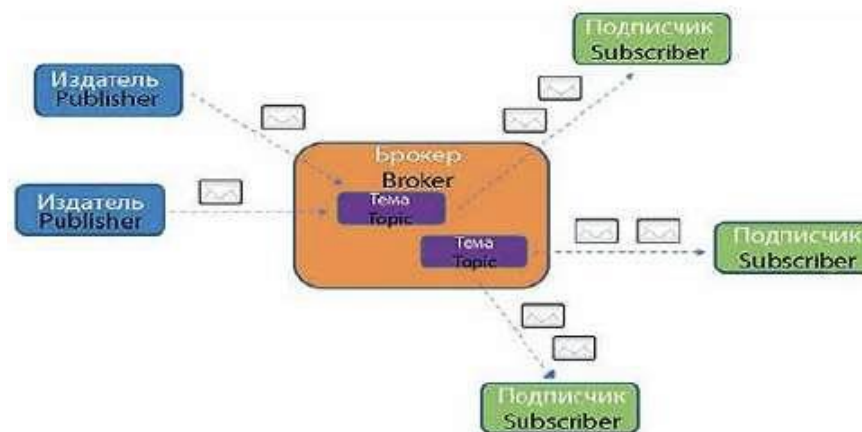 Подписчик
Subscriber
Издатель
Publisher
Брокер
Broker
Издатель
Publisher
Тема
Topic
Тема
Topic
Подписчик
Subscriber
Подписчик
Subscriber